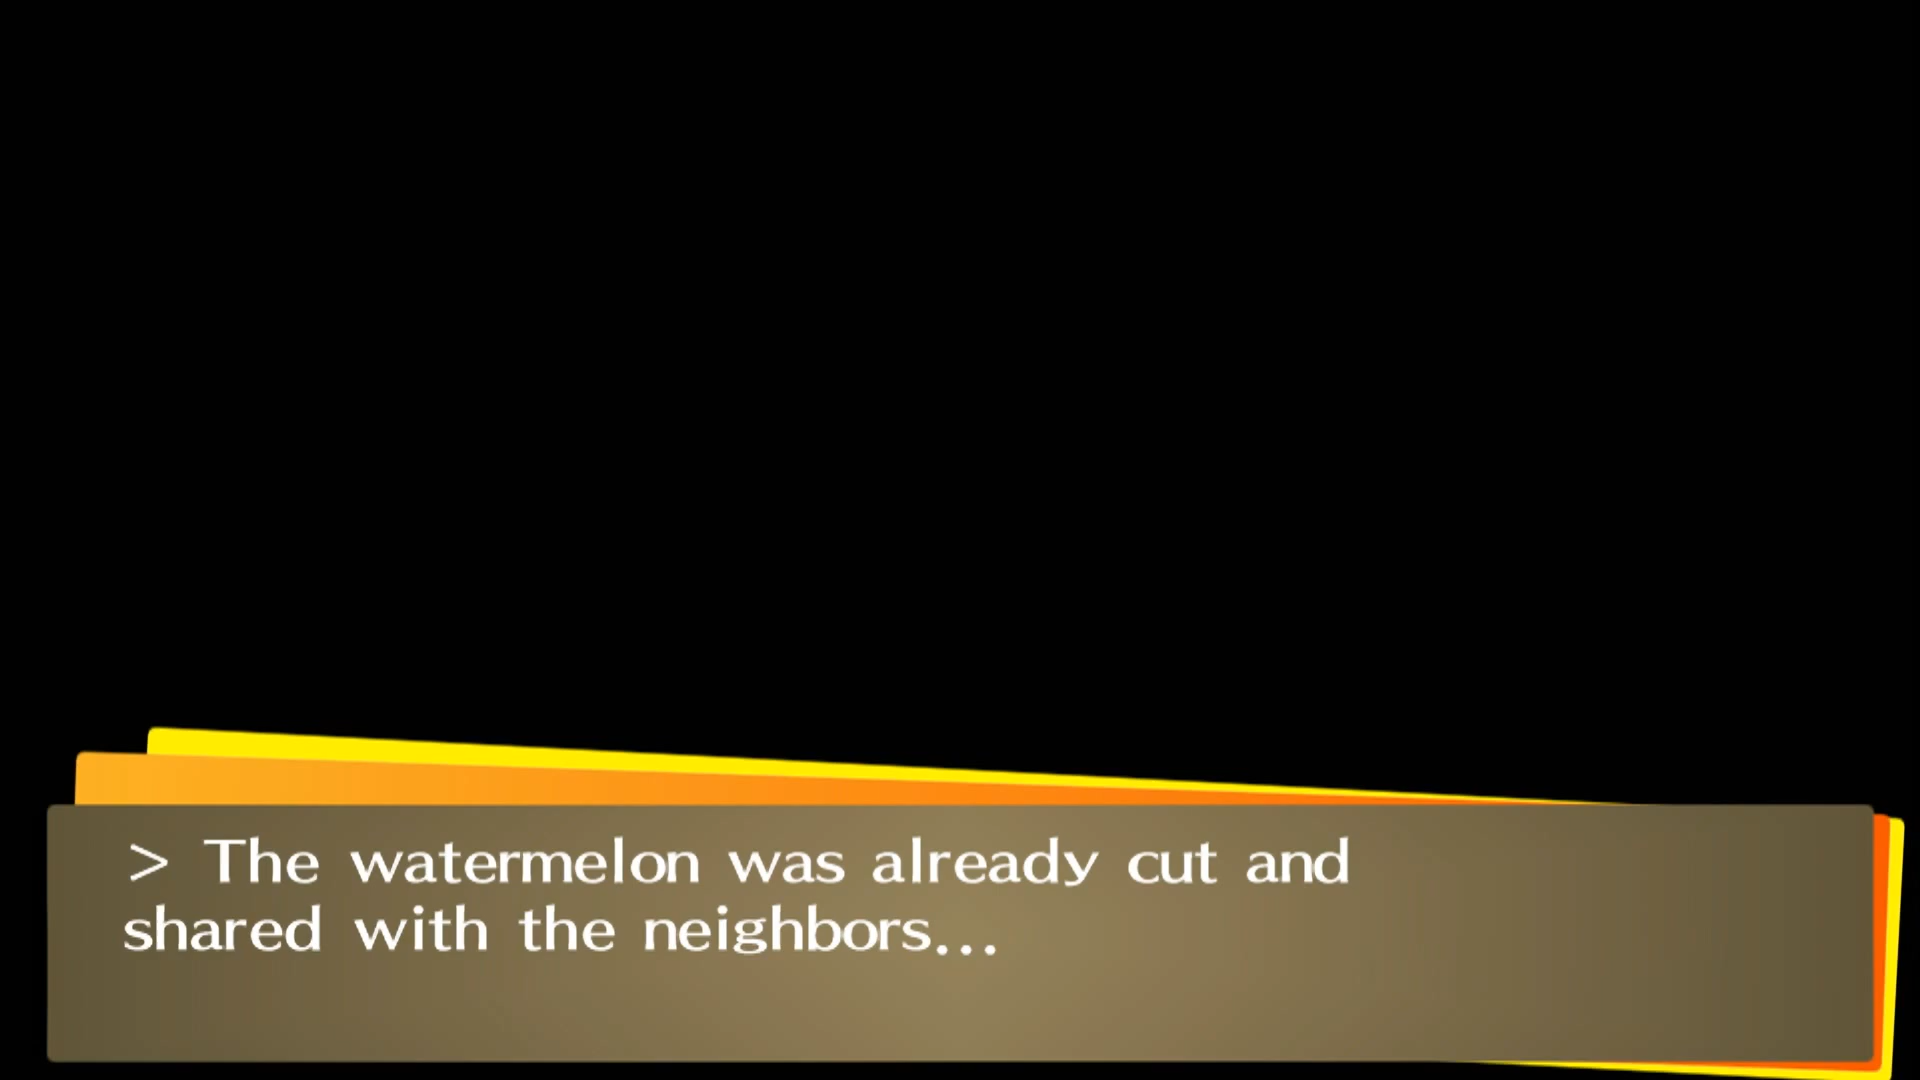 > The watermelon was already cut and
shared with the neighbors...